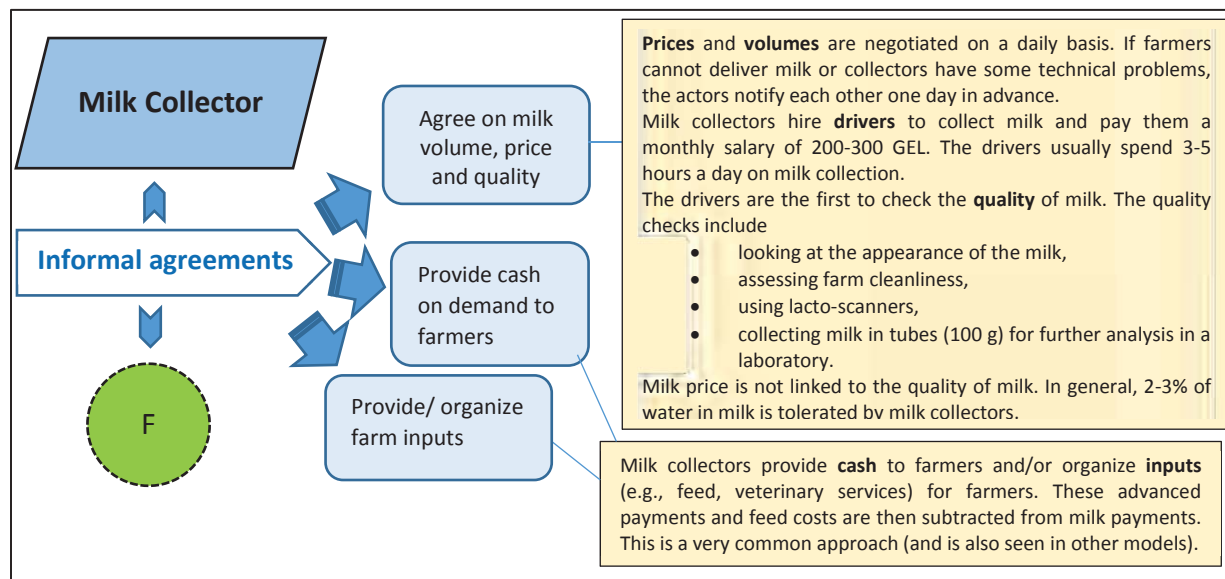 Milk Collector
Informal agreements
F
Agree on milk
volume, price
and quality
Provide cash
on demand to
farmers
Provide/ organize
farm inputs
Prices and volumes are negotiated on a daily basis. If farmers
cannot deliver milk or collectors have some technical problems,
the actors notify each other one day in advance.
Milk collectors hire drivers to collect milk and pay them a
monthly salary of 200-300 GEL. The drivers usually spend 3-5
hours a day on milk collection.
The drivers are the first to check the quality of milk. The quality
checks include
• looking at the appearance of the milk,
• assessing farm cleanliness,
• using lacto-scanners,
• collecting milk in tubes (100 g) for further analysis in a
laboratory.
Milk price is not linked to the quality of milk. In general, 2-3% of
water in milk is tolerated by milk collectors.
Milk collectors provide cash to farmers and/or organize inputs
(e.g., feed, veterinary services) for farmers. These advanced
payments and feed costs are then subtracted from milk payments.
This is a very common approach (and is also seen in other models).